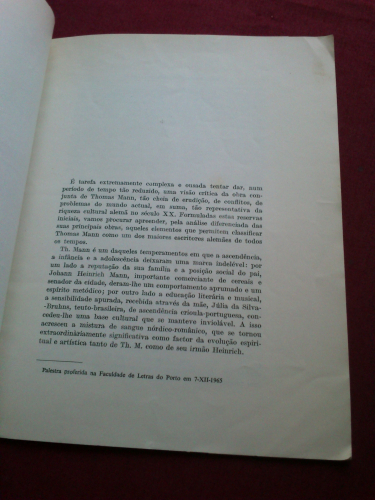 É tarefa extremamente complexa e ousada tentar dar, num
período de tempo tão reduzido, uma visão crítica da obra con-
junta de Thomas Mann, tão cheia de erudição, de conflitos, de
problemas do mundo actual, em suma, tão representativa da
riqueza cultural alemã no século XX. Formuladas estas reservas
iniciais, vamos procurar apreender, pela análise diferenciada das
suas principais obras, aqueles elementos que permitem classificar
Thomas Mann como um dos maiores escritores alemães de todos
os tempos.
Th. Mann é um daqueles temperamentos em que a ascendência,
a infância e a adolescência deixaram uma marca indelével: por
um lado a reputação da sua família e a posição social do pai,
Johann Heinrich Mann, importante comerciante de cereais e
senador da cidade, deram-lhe um comportamento aprumado e um
espírito metódico; por outro lado a educação literária e musical,
a sensibilidade apurada, recebida através da mãe, Júlia da Silva-
-Bruhns, teuto-brasileira, de ascendência crioula-portuguesa, con-
cedeu-lhe uma base cultural que se manteve inviolável. A isso
acresceu a mistura de sangue nórdico-românico, que se tornou
extraordinàriamente significativa como factor da evolução espiri-
tual e artística tanto de Th. M. como de seu irmão Heinrich.
Palestra proferida na Faculdade de Letras do Porto em 7-XII-1965